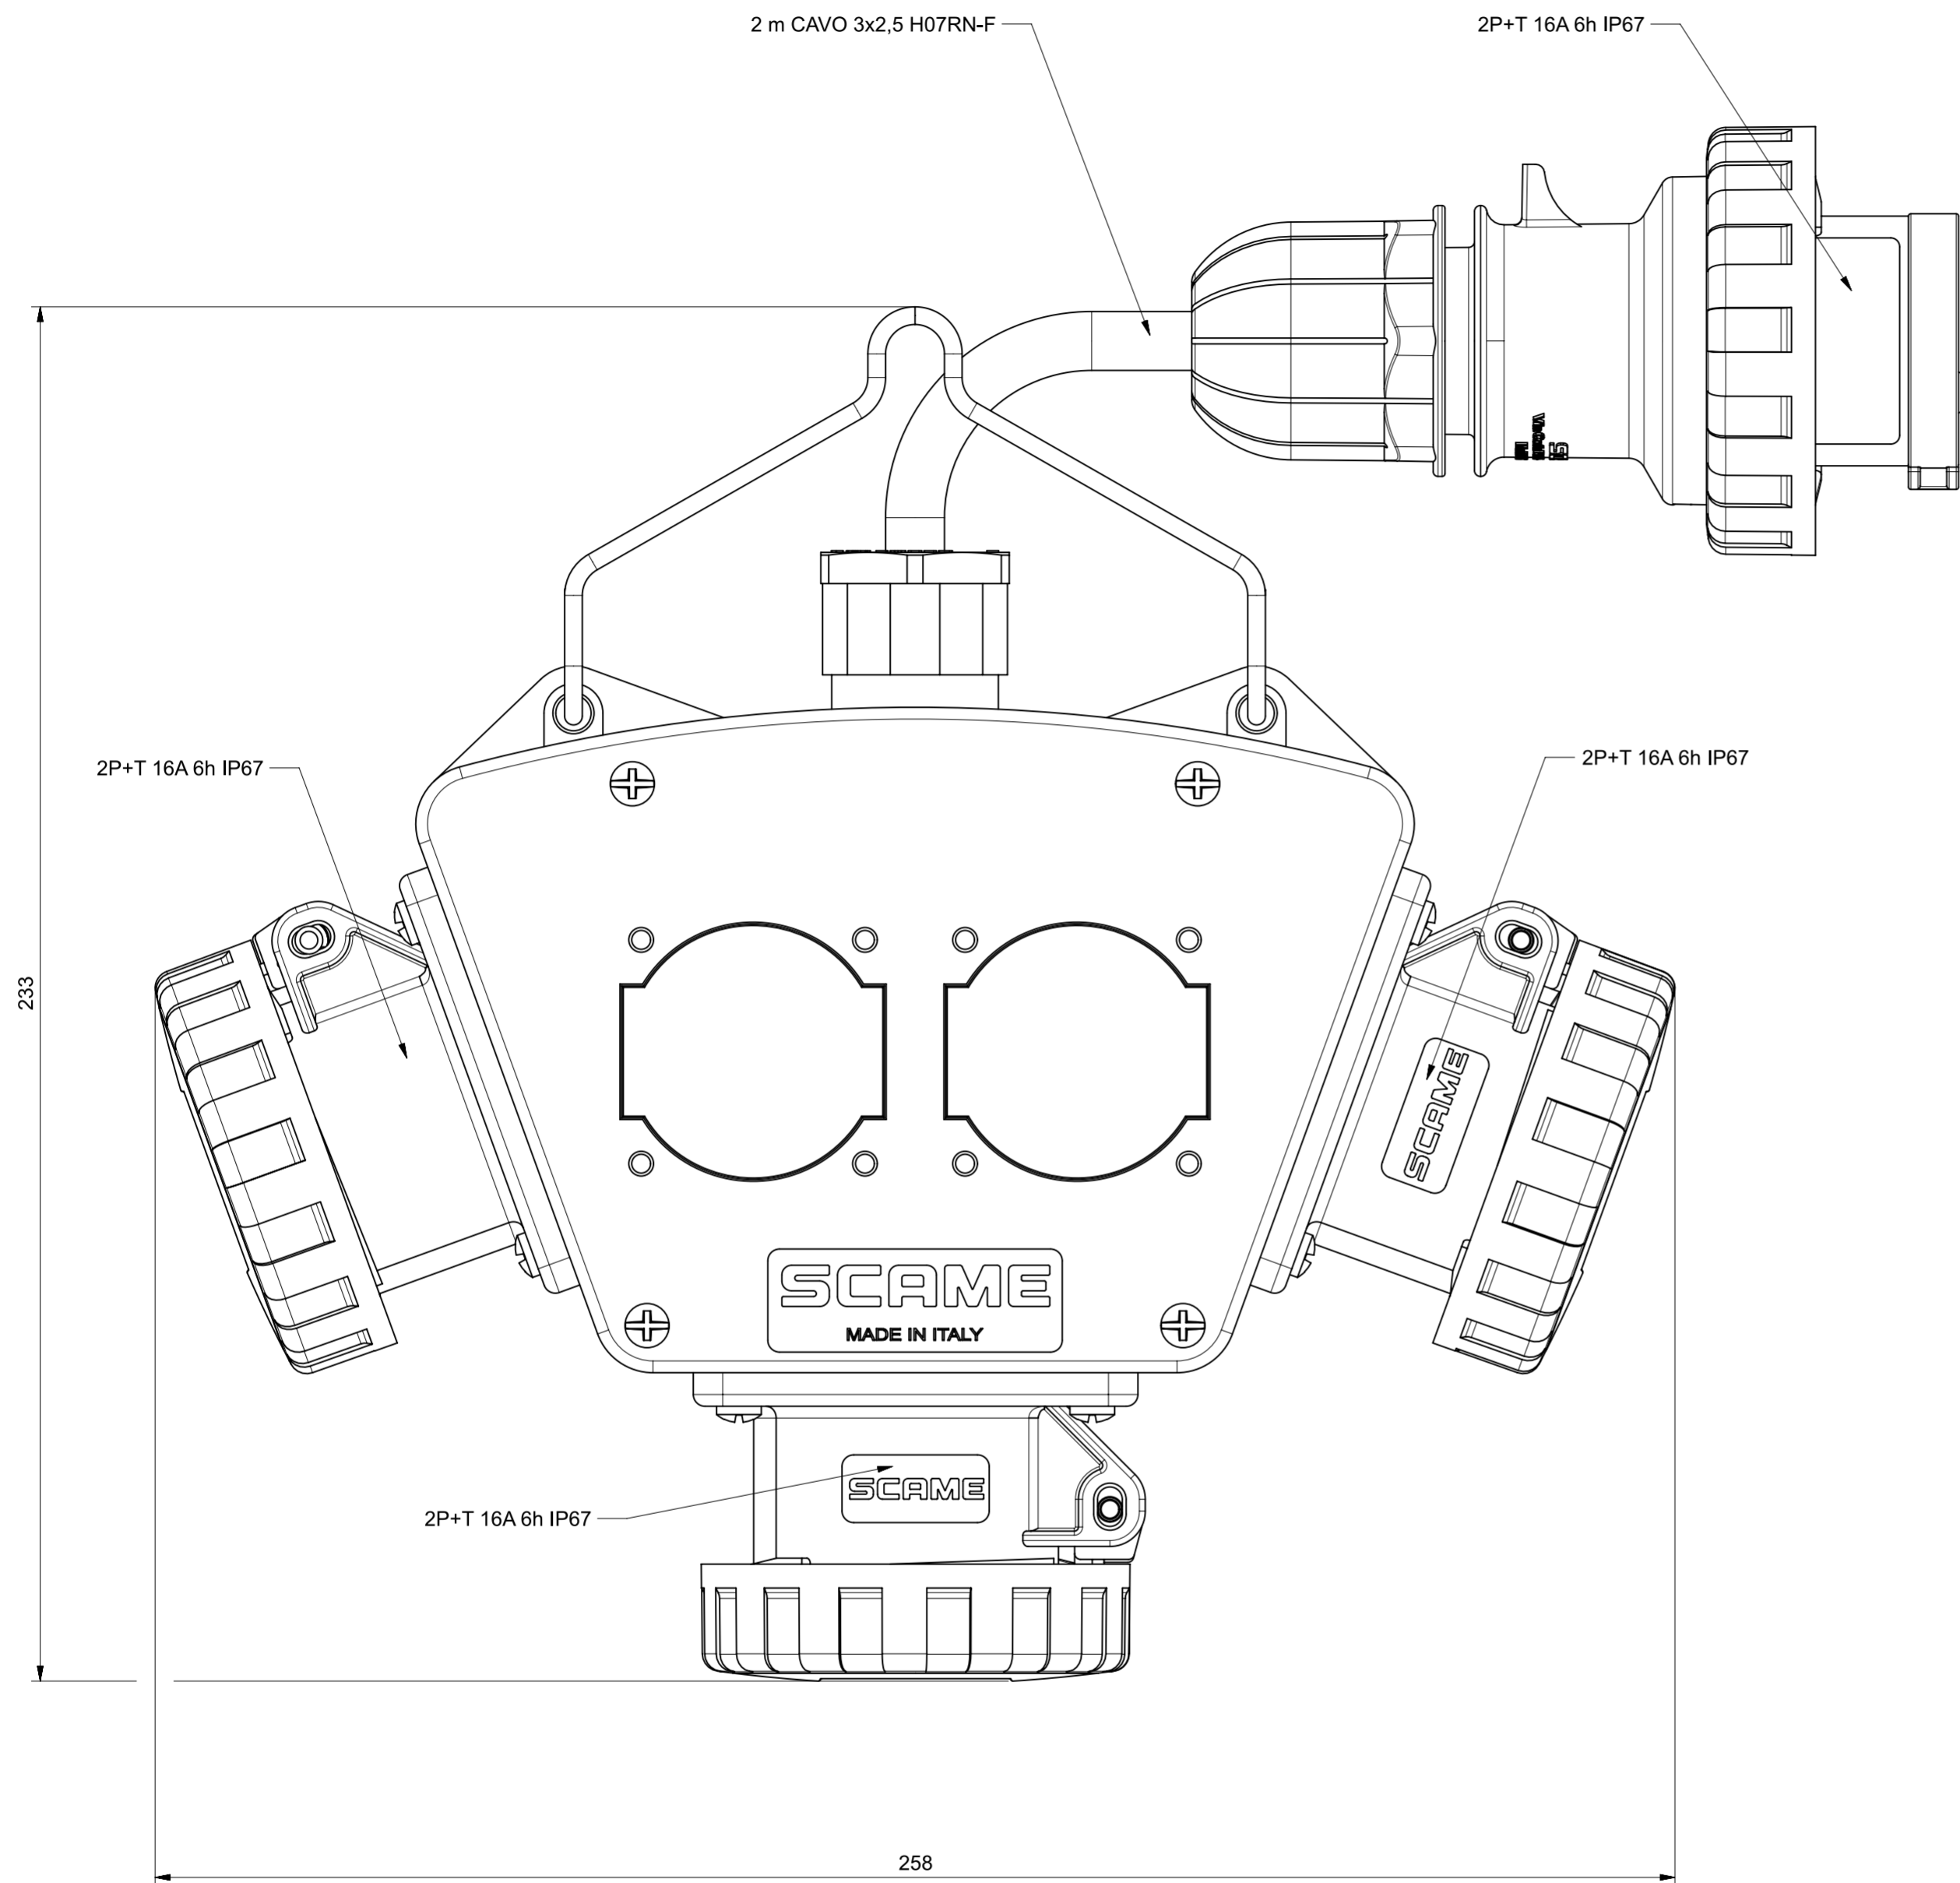 2 m CAVO 3x2,5 H07RN-F
2P+T 16A 6h IP67
2P+T 16A 6h IP67
2P+T 16A 6h IP67
233
SCAME
SCAME
MADE IN ITALY
SCAME
2P+T 16A 6h IP67
258